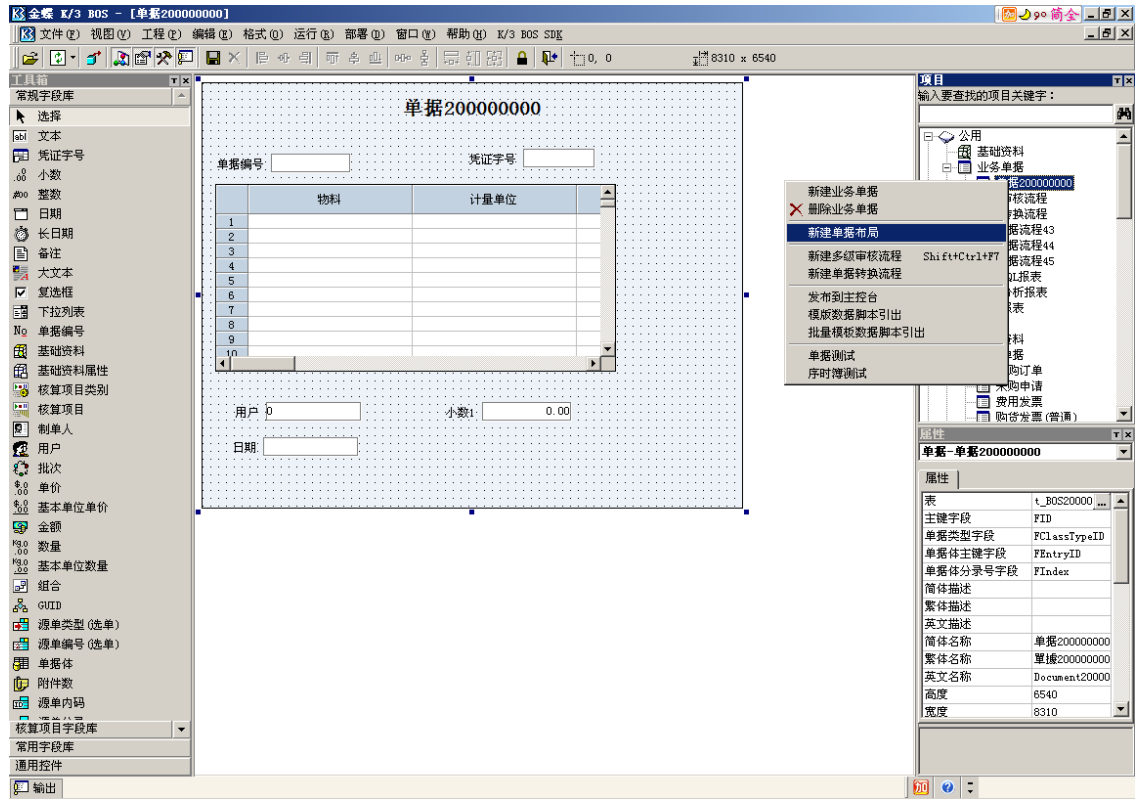 金蝶 K/3 BOS - [单据200000000]
简全
文件(F) 视图(V) 工程(P) 编辑(E) 格式(O) 运行(R) 部署(D) 窗口(W) 帮助(H) K/3 BOS SDK
0, 0
8310 x 6540
工具箱
常规字段库
选择
文本
凭证字号
小数
整数
日期
长日期
备注
大文本
复选框
下拉列表
单据编号
基础资料
基础资料属性
核算项目类别
核算项目
制单人
用户
批次
单价
基本单位单价
金额
数量
基本单位数量
组合
GUID
源单类型(选单)
源单编号(选单)
单据体
附件数
源单内码
核算项目字段库
常用字段库
通用控件
输出
单据200000000
单据编号:
凭证字号:
物料
计量单位
1
2
3
4
5
6
7
8
9
10
用户 0
小数1: 0.00
日期:
新建业务单据
删除业务单据
新建单据布局
新建多级审核流程 Shift+Ctrl+F7
新建单据转换流程
发布到主控台
模版数据脚本引出
批量模板数据脚本引出
单据测试
序时簿测试
项目
输入要查找的项目关键字:
公用
基础资料
业务单据
据200000000
核流程
换流程
据流程43
据流程44
据流程45
QL报表
析报表
表
料
据
购订单
采购申请
费用发票
购货发票(普通)
属性
单据-单据200000000
属性
表 t_BOS20000 ...
主键字段 FID
单据类型字段 FClassTypeID
单据体主键字段 FEntryID
单据体分录号字段 FIndex
简体描述
繁体描述
英文描述
简体名称 单据200000000
繁体名称 單據200000000
英文名称 Document20000
高度 6540
宽度 8310